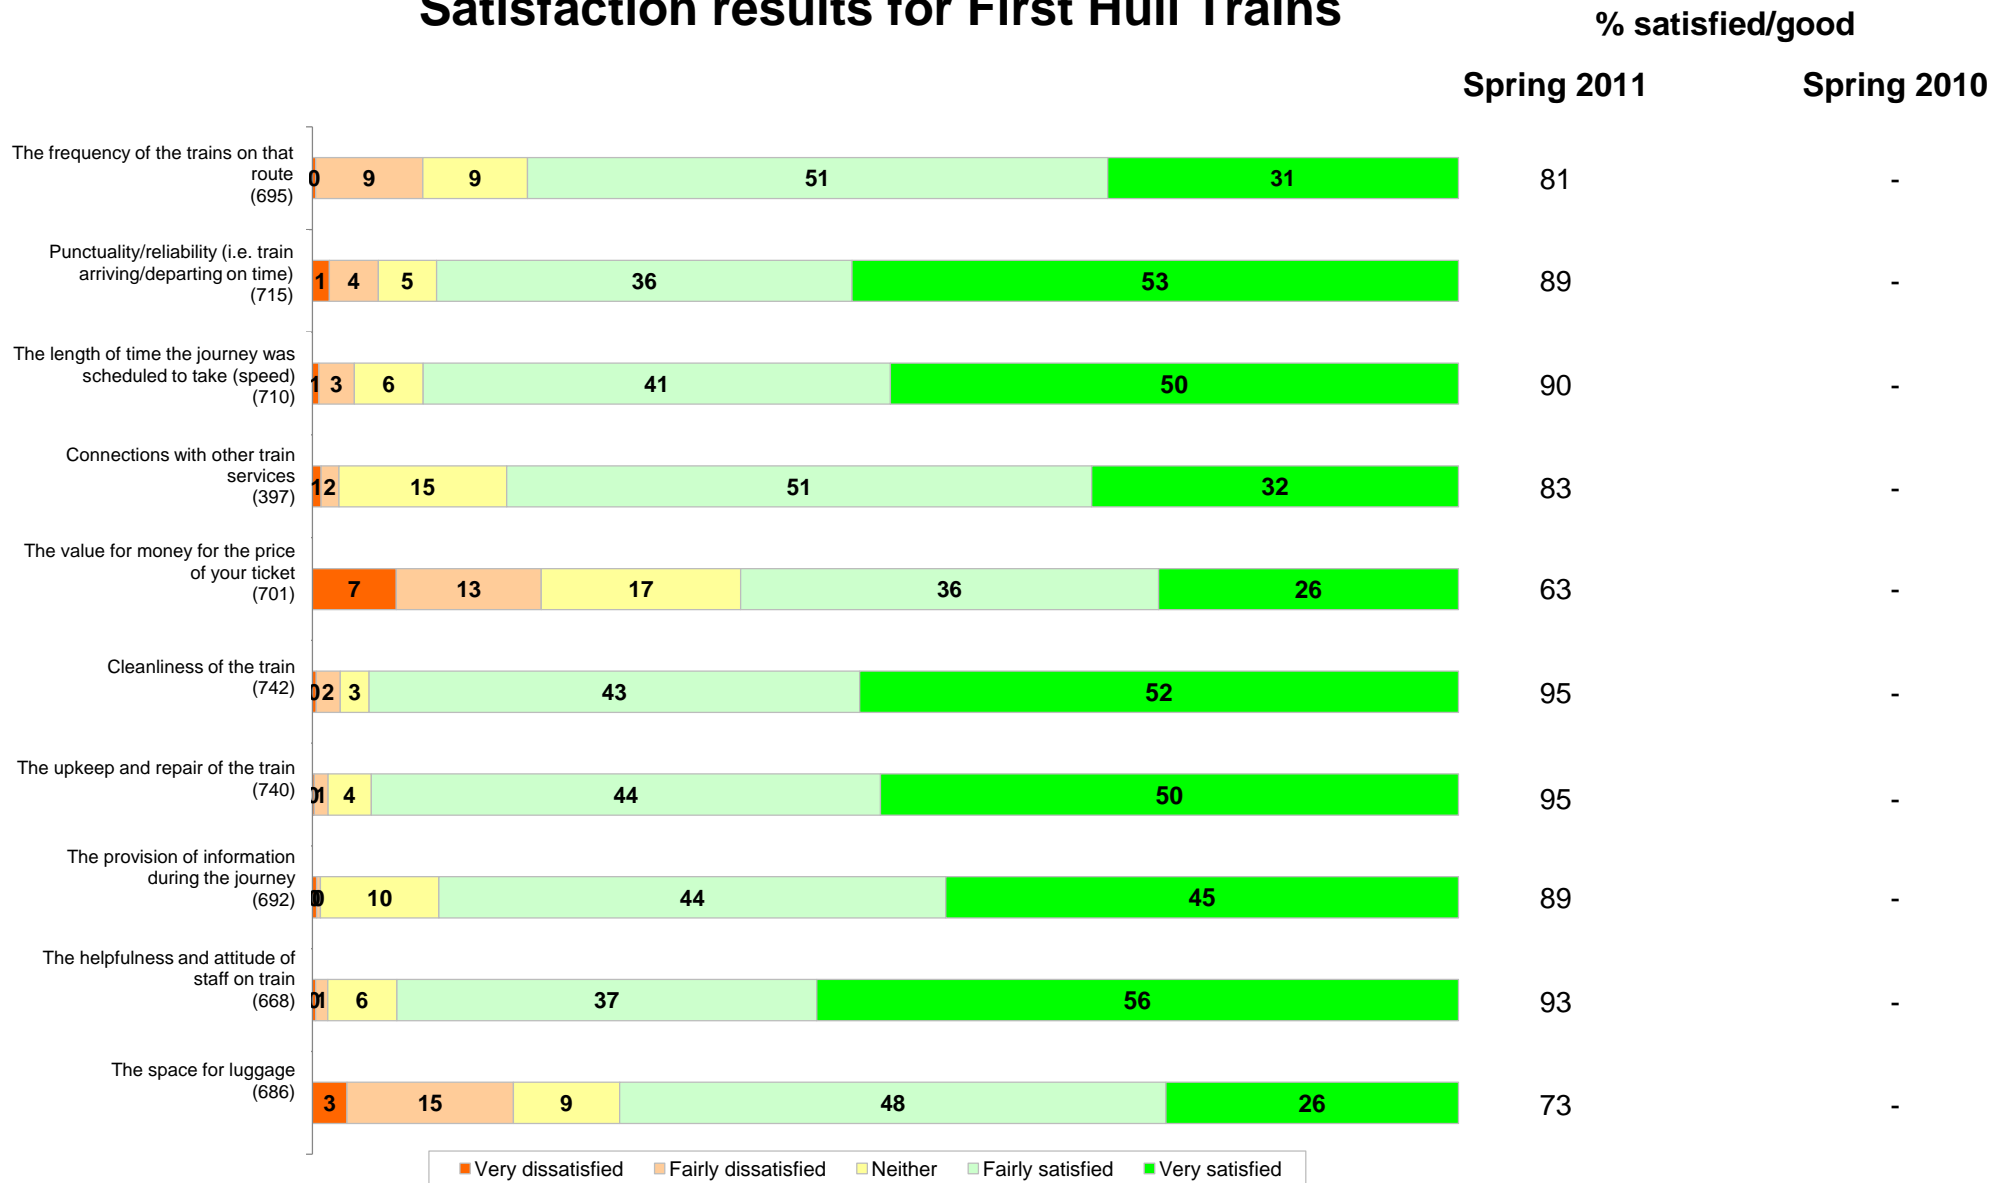 Satisfaction results for First Hull Trains
% satisfied/good
Spring 2011 Spring 2010
The frequency of the trains on that
route
(695)
0 9 9 51 31 81 -
Punctuality/reliability (i.e. train
arriving/departing on time)
(715)
1 4 5 36 53 89 -
The length of time the journey was
scheduled to take (speed)
(710)
1 3 6 41 50 90 -
Connections with other train
services
(397)
1 2 15 51 32 83 -
The value for money for the price
of your ticket
(701)
7 13 17 36 26 63 -
Cleanliness of the train
(742)
0 2 3 43 52 95 -
The upkeep and repair of the train
(740)
0 1 4 44 50 95 -
The provision of information
during the journey
(692)
0 0 10 44 45 89 -
The helpfulness and attitude of
staff on train
(668)
0 1 6 37 56 93 -
The space for luggage
(686)
3 15 9 48 26 73 -
Very dissatisfied Fairly dissatisfied Neither Fairly satisfied Very satisfied